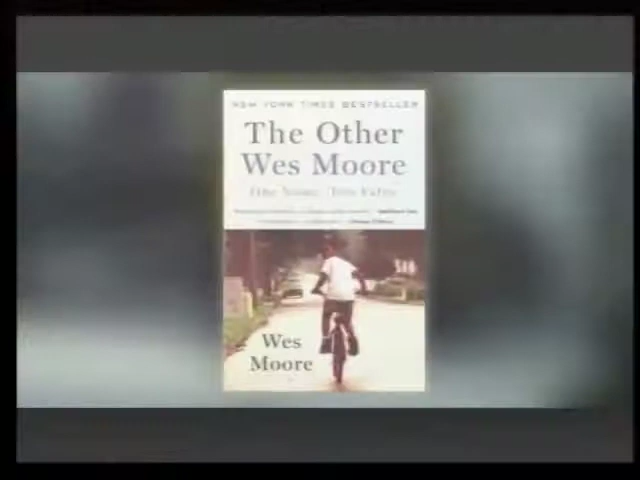 NEW YORK TIMES BESTSELLER
The Other
Wes Moore
One Name, Two Fates
Wes
Moore